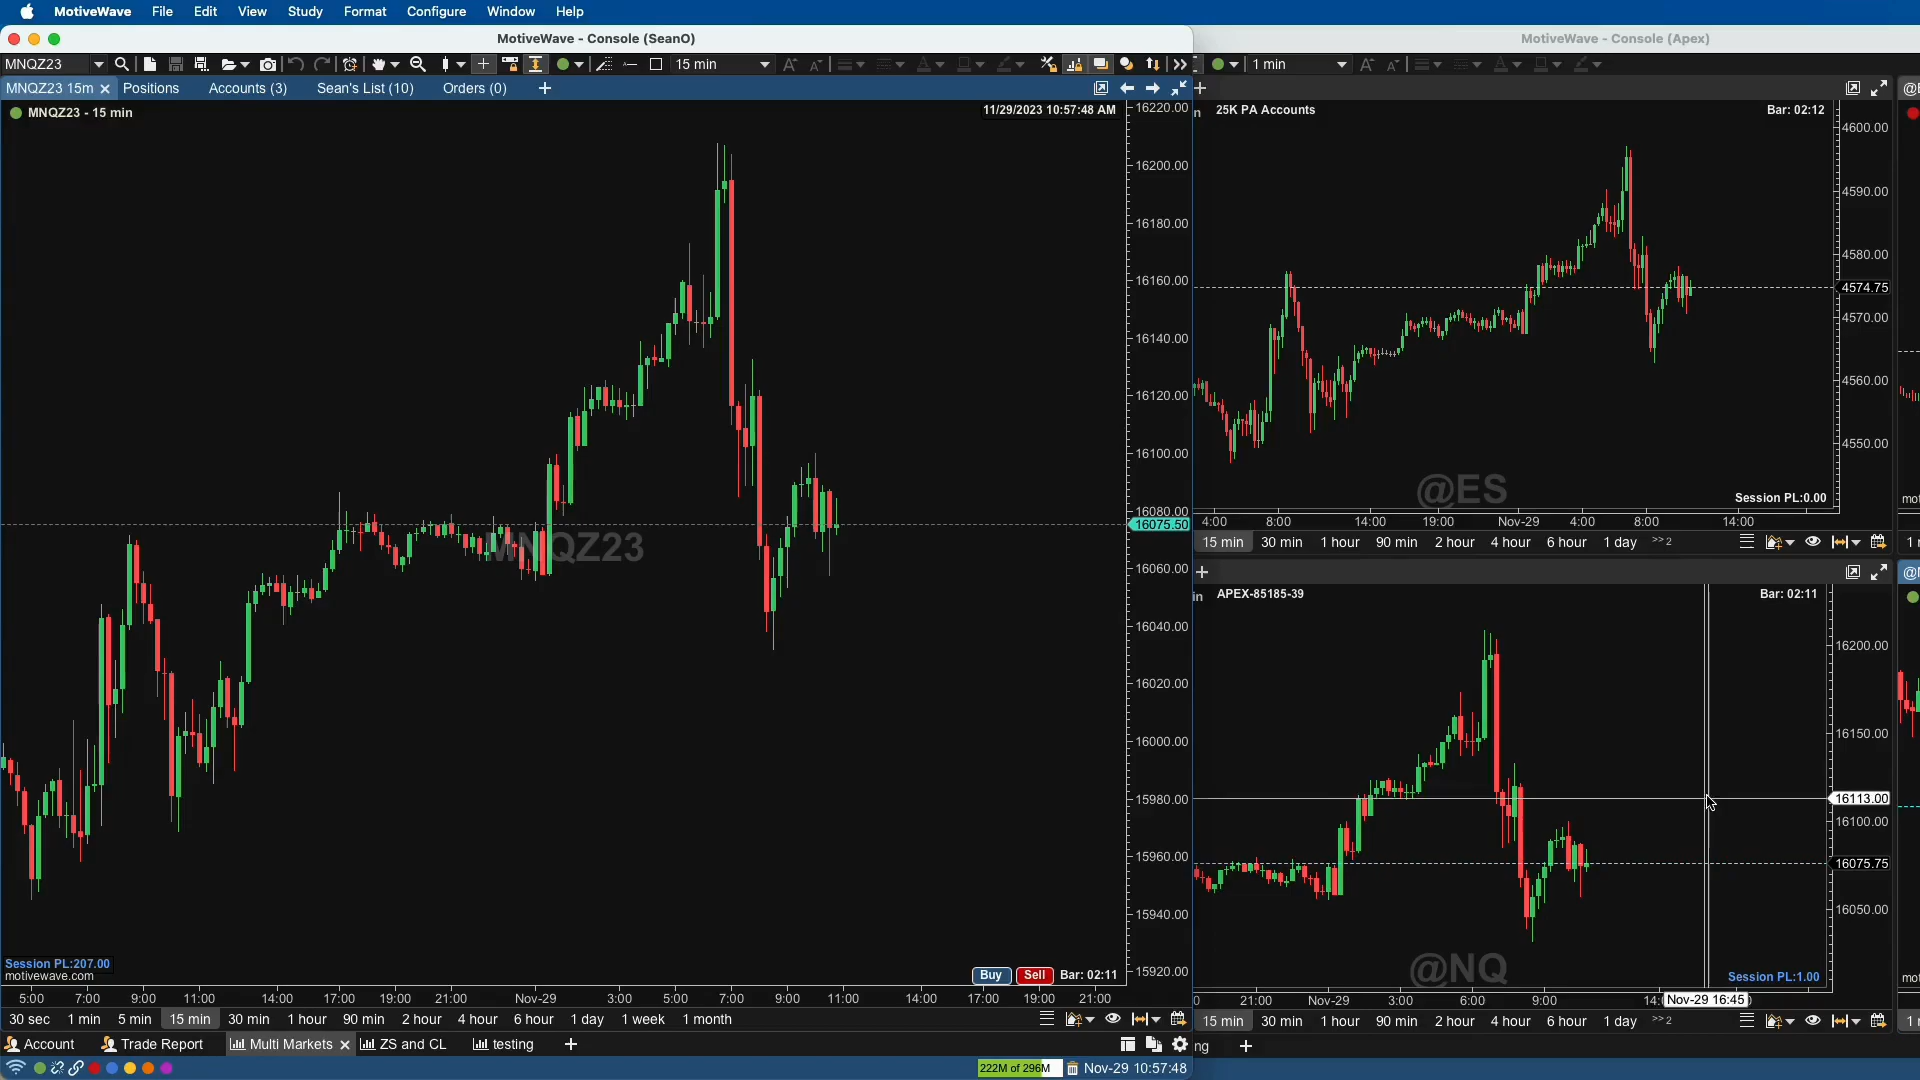 MotiveWave File Edit View Study Format Configure Window Help
MotiveWave - Console (SeanO)
MotiveWave - Console (Apex)
MNQZ23
15 min
1 min
MNQZ23 15m
Positions
Accounts (3)
Sean's List (10)
Orders (0)
MNQZ23 - 15 min
11/29/2023 10:57:48 AM
16220.00
16200.00
16180.00
16160.00
16140.00
16120.00
16100.00
16080.00
16075.50
16060.00
16040.00
16020.00
16000.00
15980.00
15960.00
15940.00
15920.00
MNQZ23
Session PL:207.00
motivewave.com
Buy Sell Bar: 02:11
5:00 7:00 9:00 11:00 14:00 17:00 19:00 21:00 Nov-29 3:00 5:00 7:00 9:00 11:00 14:00 17:00 19:00 21:00
30 sec 1 min 5 min 15 min 30 min 1 hour 90 min 2 hour 4 hour 6 hour 1 day 1 week 1 month
Account Trade Report Multi Markets ZS and CL testing
222M of 296M Nov-29 10:57:48
n 25K PA Accounts
Bar: 02:12
4600.00
4590.00
4580.00
4574.75
4570.00
4560.00
4550.00
@ES
Session PL:0.00
4:00 8:00 14:00 19:00 Nov-29 4:00 8:00 14:00
15 min 30 min 1 hour 90 min 2 hour 4 hour 6 hour 1 day >> 2
in APEX-85185-39
Bar: 02:11
16200.00
16150.00
16113.00
16100.00
16075.75
16050.00
@NQ
Session PL:1.00
0 21:00 Nov-29 3:00 6:00 9:00 14:0 Nov-29 16:45
15 min 30 min 1 hour 90 min 2 hour 4 hour 6 hour 1 day >> 2
ng